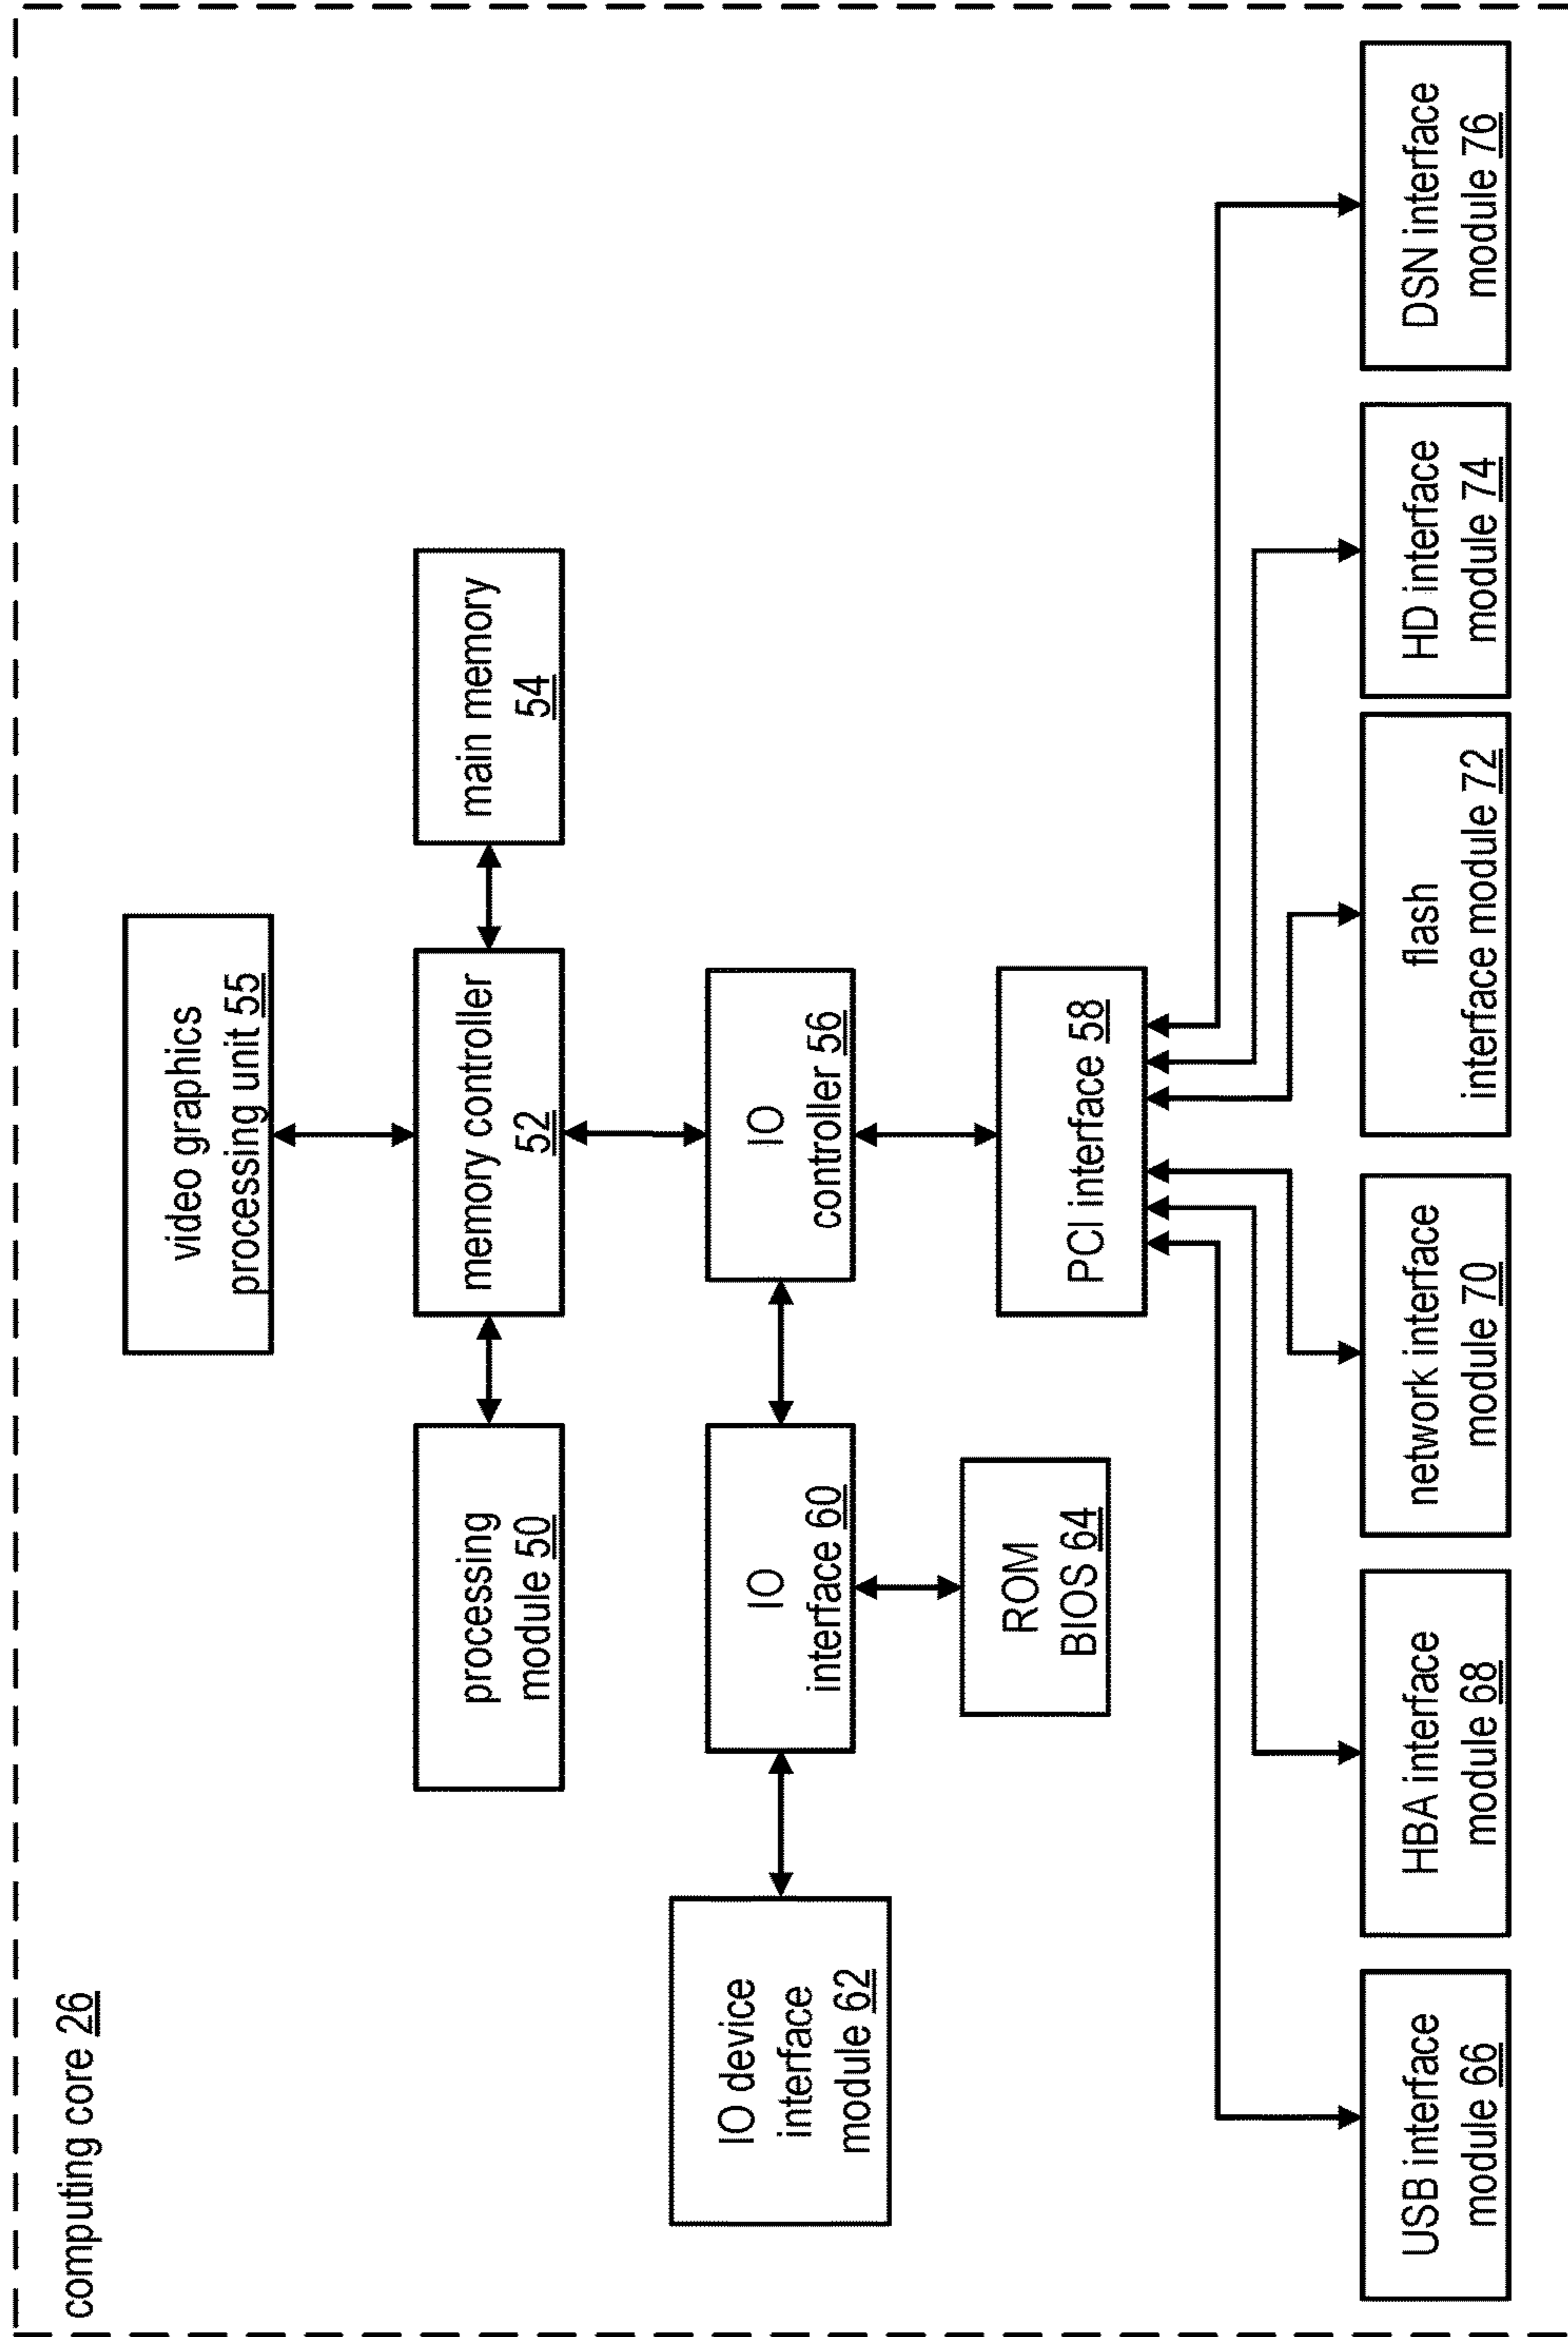 computing core 26
video graphics
processing unit 55
processing
module 50
memory controller
52
main memory
54
IO device
interface
module 62
IO
interface 60
IO
controller 56
ROM
BIOS 64
PCI interface 58
USB interface
module 66
HBA interface
module 68
network interface
module 70
flash
interface module 72
HD interface
module 74
DSN interface
module 76